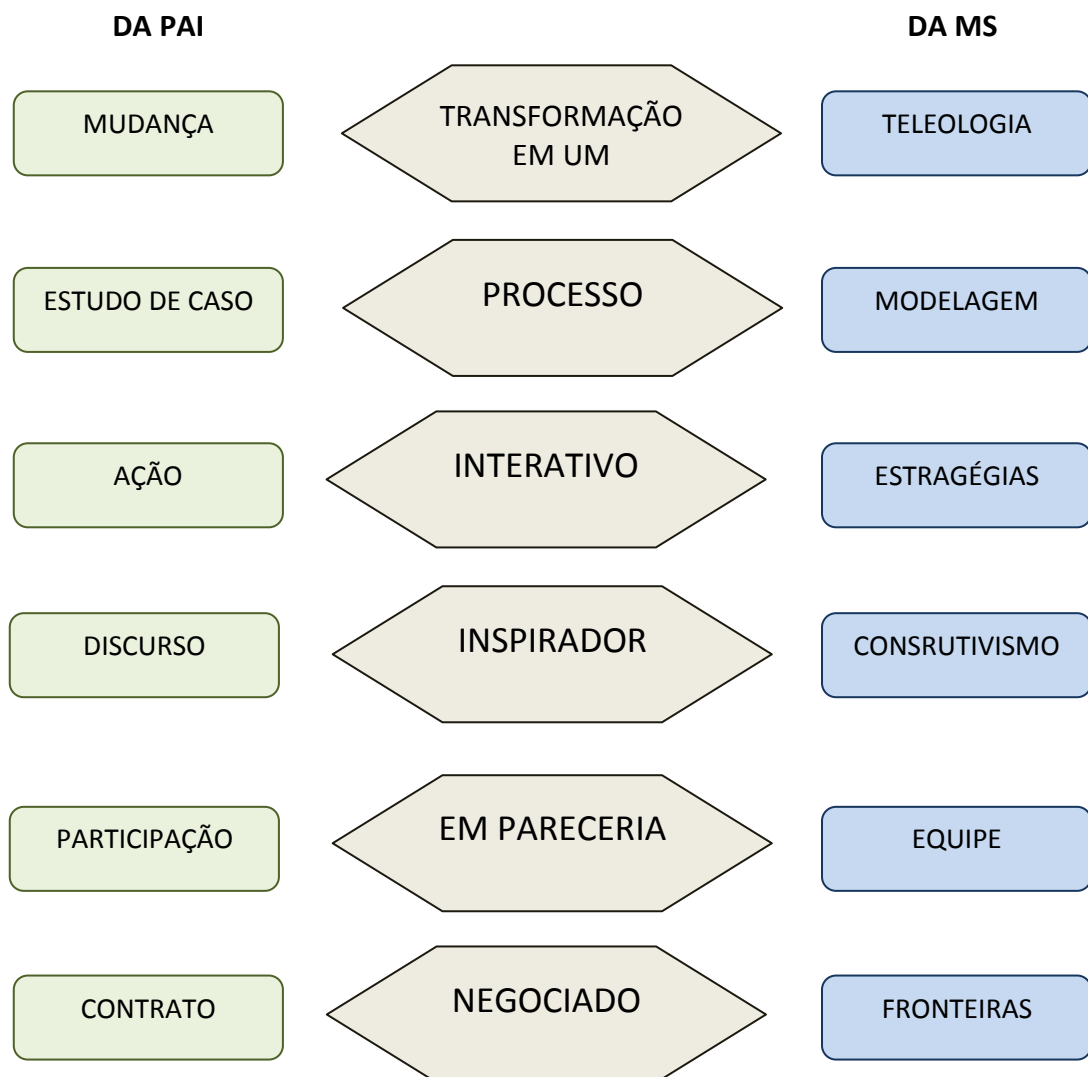 DA PAI
DA MS
MUDANÇA
TRANSFORMAÇÃO
EM UM
TELEOLOGIA
ESTUDO DE CASO
PROCESSO
MODELAGEM
AÇÃO
INTERATIVO
ESTRAGÉGIAS
DISCURSO
INSPIRADOR
CONSRUTIVISMO
PARTICIPAÇÃO
EM PARECERIA
EQUIPE
CONTRATO
NEGOCIADO
FRONTEIRAS